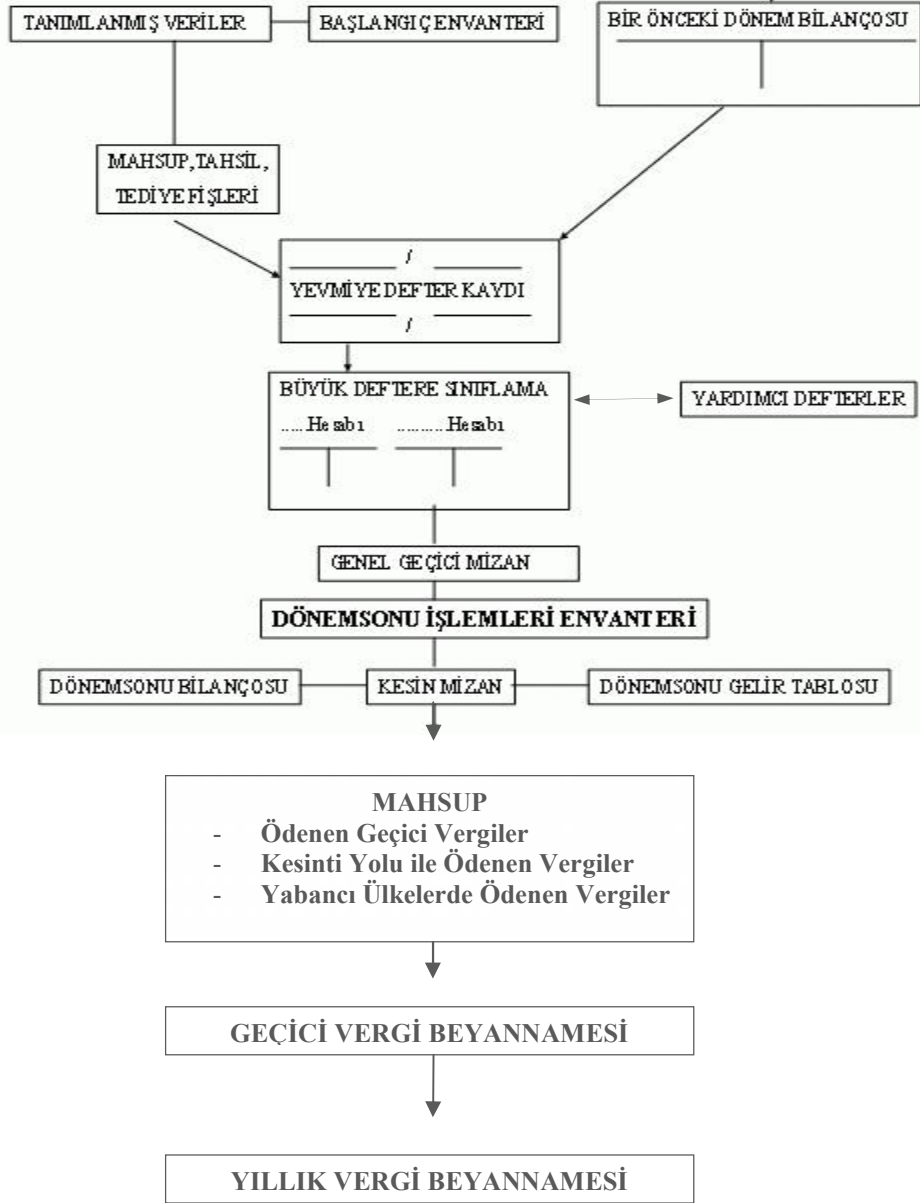 TANIMLANMIŞ VERİLER
BAŞLANGIÇ ENVANTERİ
BİR ÖNCEKİ DÖNEM BİLANÇOSU
MAHSUP,TAHSİL,
TEDİYE FİŞLERİ
/
YEVMİYE DEFTER KAYDI
/
BÜYÜK DEFTERE SINIFLAMA
.....Hesabı ..........Hesabı
YARDIMCI DEFTERLER
GENEL GEÇİCİ MİZAN
DÖNEMSONU İŞLEMLERİ ENVANTERİ
DÖNEMSONU BİLANÇOSU
KESİN MİZAN
DÖNEMSONU GELİR TABLOSU
MAHSUP
- Ödenen Geçici Vergiler
- Kesinti Yolu ile Ödenen Vergiler
- Yabancı Ülkelerde Ödenen Vergiler
GEÇİCİ VERGİ BEYANNAMESİ
YILLIK VERGİ BEYANNAMESİ